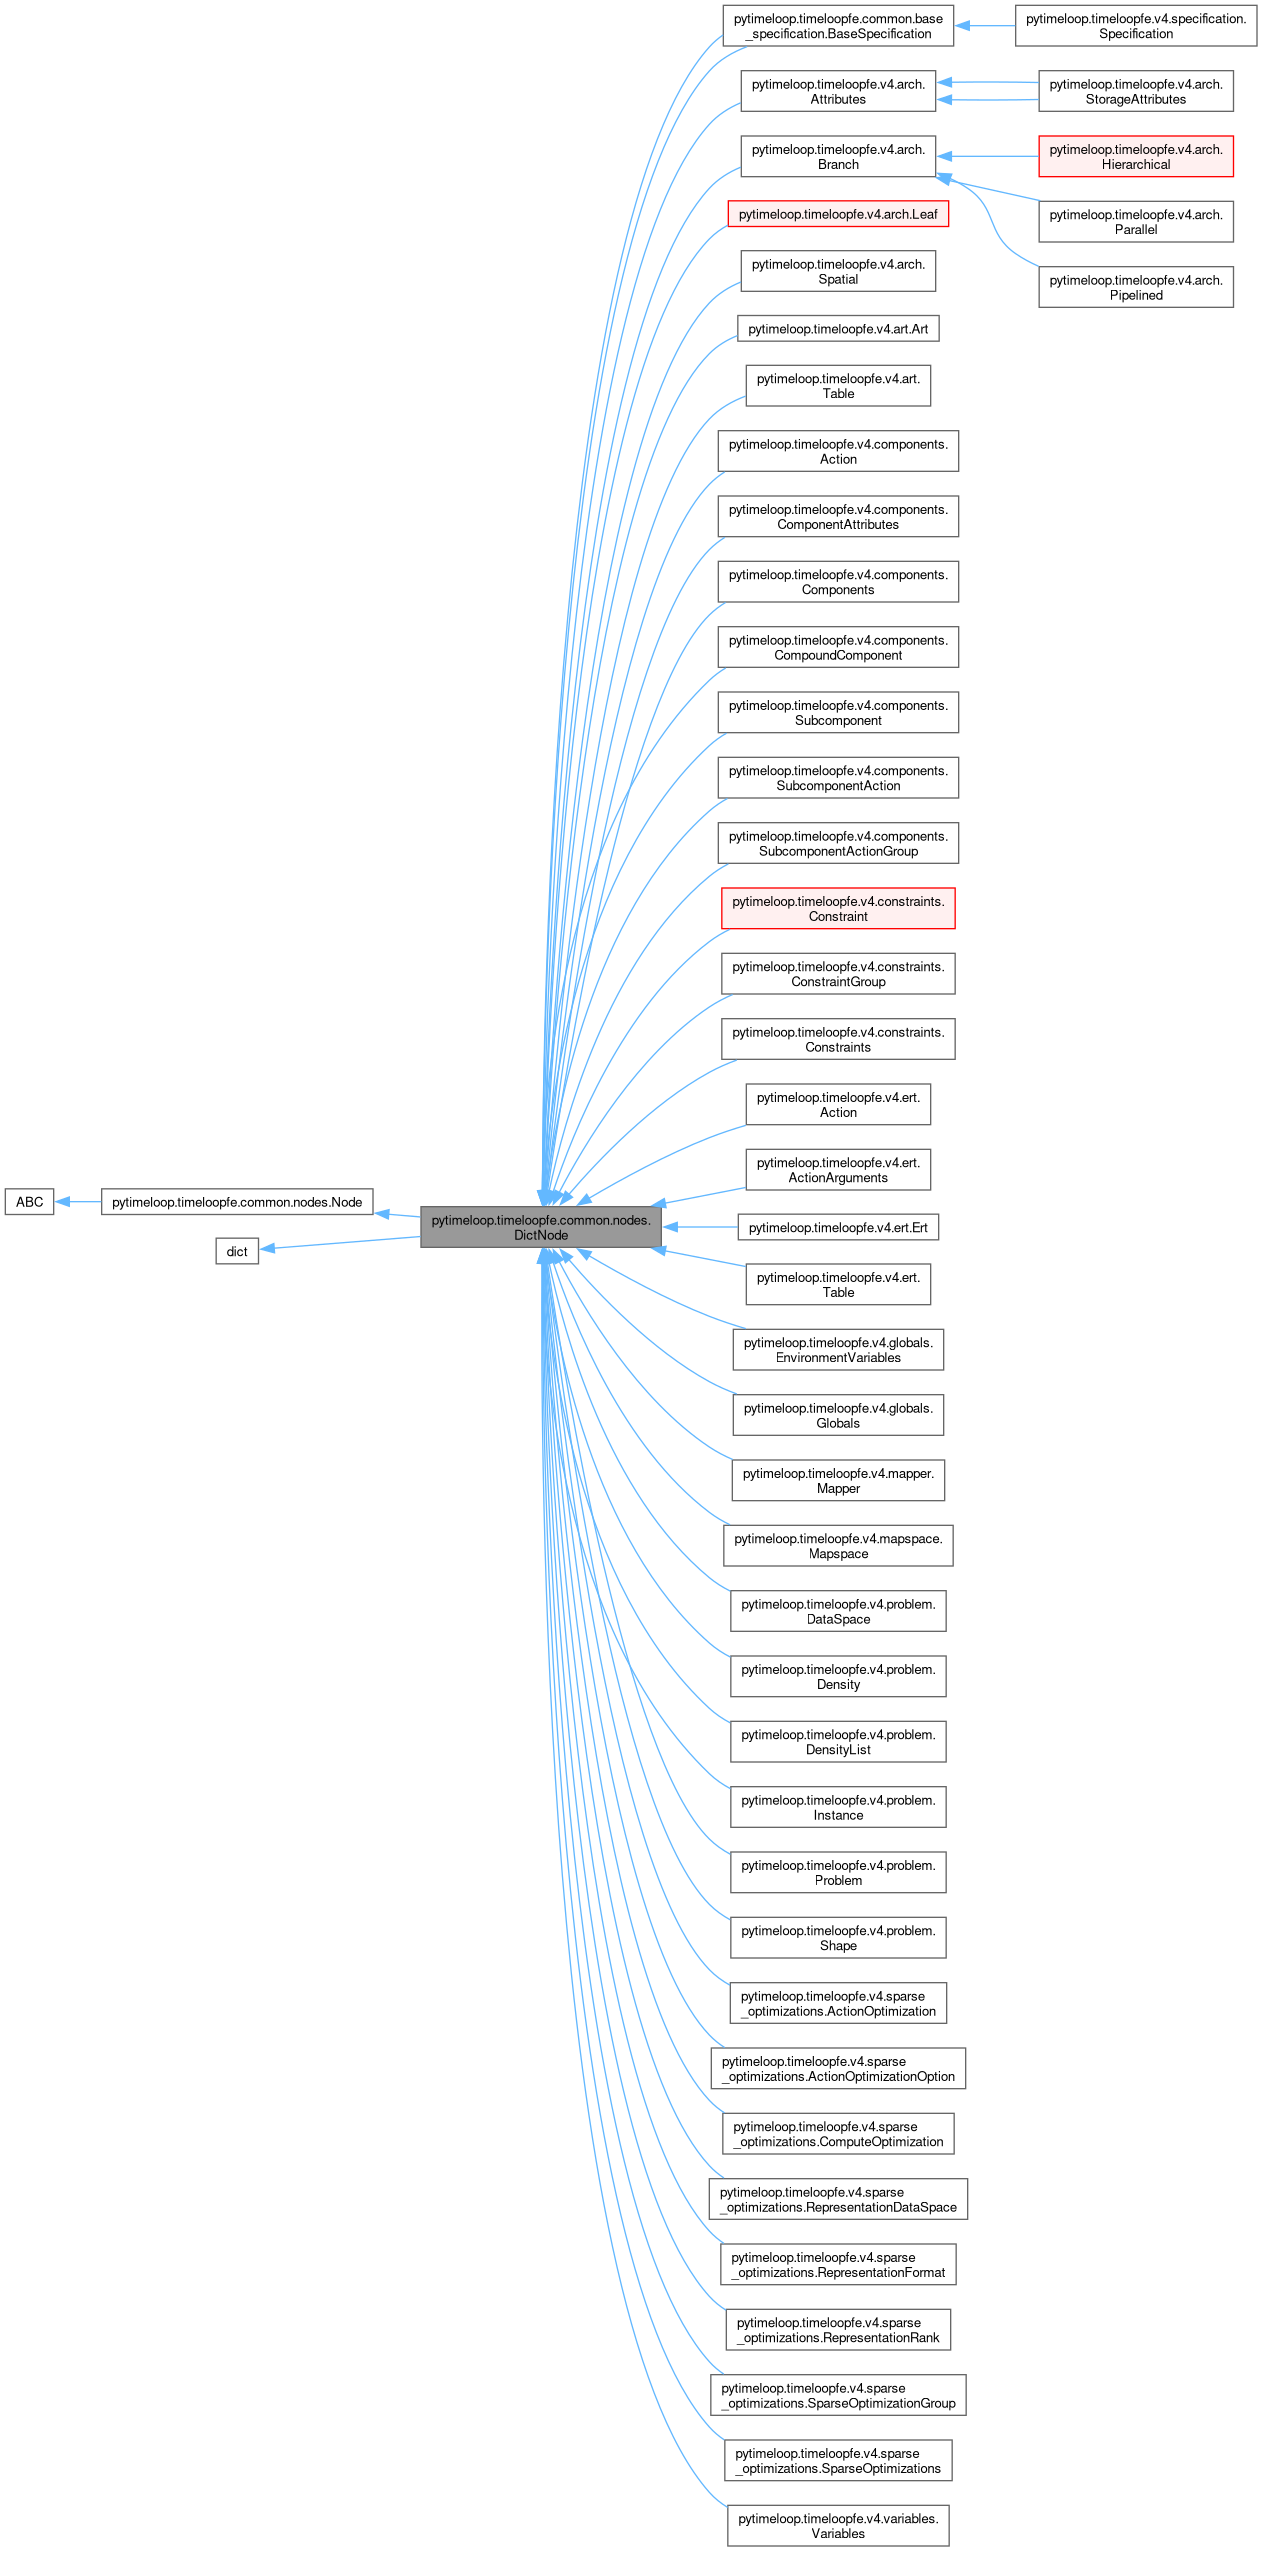 pytimeloop.timeloopfe.common.base
_specification.BaseSpecification
pytimeloop.timeloopfe.v4.specification.
Specification
pytimeloop.timeloopfe.v4.arch.
Attributes
pytimeloop.timeloopfe.v4.arch.
StorageAttributes
pytimeloop.timeloopfe.v4.arch.
Branch
pytimeloop.timeloopfe.v4.arch.
Hierarchical
pytimeloop.timeloopfe.v4.arch.Leaf
pytimeloop.timeloopfe.v4.arch.
Parallel
pytimeloop.timeloopfe.v4.arch.
Spatial
pytimeloop.timeloopfe.v4.arch.
Pipelined
pytimeloop.timeloopfe.v4.art.Art
pytimeloop.timeloopfe.v4.art.
Table
pytimeloop.timeloopfe.v4.components.
Action
pytimeloop.timeloopfe.v4.components.
ComponentAttributes
pytimeloop.timeloopfe.v4.components.
Components
pytimeloop.timeloopfe.v4.components.
CompoundComponent
pytimeloop.timeloopfe.v4.components.
Subcomponent
pytimeloop.timeloopfe.v4.components.
SubcomponentAction
pytimeloop.timeloopfe.v4.components.
SubcomponentActionGroup
pytimeloop.timeloopfe.v4.constraints.
Constraint
pytimeloop.timeloopfe.v4.constraints.
ConstraintGroup
pytimeloop.timeloopfe.v4.constraints.
Constraints
pytimeloop.timeloopfe.v4.ert.
Action
pytimeloop.timeloopfe.v4.ert.
ActionArguments
ABC
pytimeloop.timeloopfe.common.nodes.Node
dict
pytimeloop.timeloopfe.common.nodes.
DictNode
pytimeloop.timeloopfe.v4.ert.Ert
pytimeloop.timeloopfe.v4.ert.
Table
pytimeloop.timeloopfe.v4.globals.
EnvironmentVariables
pytimeloop.timeloopfe.v4.globals.
Globals
pytimeloop.timeloopfe.v4.mapper.
Mapper
pytimeloop.timeloopfe.v4.mapspace.
Mapspace
pytimeloop.timeloopfe.v4.problem.
DataSpace
pytimeloop.timeloopfe.v4.problem.
Density
pytimeloop.timeloopfe.v4.problem.
DensityList
pytimeloop.timeloopfe.v4.problem.
Instance
pytimeloop.timeloopfe.v4.problem.
Problem
pytimeloop.timeloopfe.v4.problem.
Shape
pytimeloop.timeloopfe.v4.sparse
_optimizations.ActionOptimization
pytimeloop.timeloopfe.v4.sparse
_optimizations.ActionOptimizationOption
pytimeloop.timeloopfe.v4.sparse
_optimizations.ComputeOptimization
pytimeloop.timeloopfe.v4.sparse
_optimizations.RepresentationDataSpace
pytimeloop.timeloopfe.v4.sparse
_optimizations.RepresentationFormat
pytimeloop.timeloopfe.v4.sparse
_optimizations.RepresentationRank
pytimeloop.timeloopfe.v4.sparse
_optimizations.SparseOptimizationGroup
pytimeloop.timeloopfe.v4.sparse
_optimizations.SparseOptimizations
pytimeloop.timeloopfe.v4.variables.
Variables